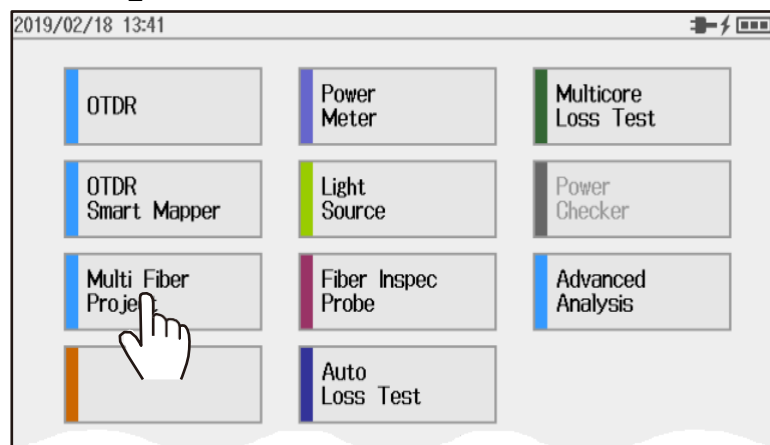 2019/02/18 13:41
OTDR
Power
Meter
Multicore
Loss Test
OTDR
Smart Mapper
Light
Source
Power
Checker
Multi Fiber
Project
Fiber Inspec
Probe
Advanced
Analysis
Auto
Loss Test